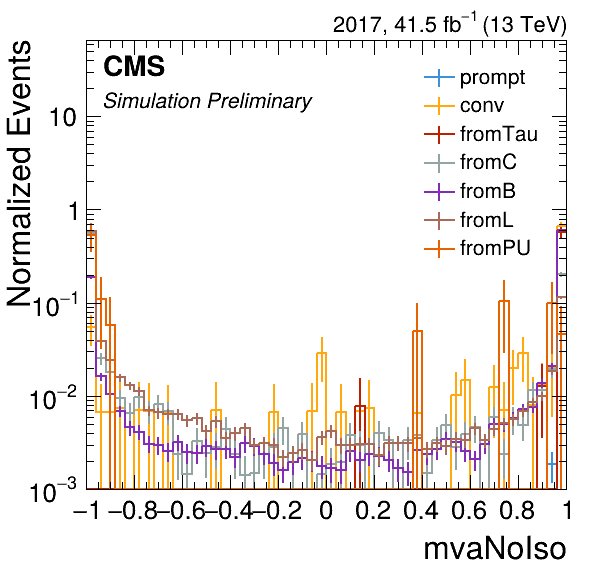 2017, 41.5 fb⁻¹ (13 TeV)
CMS
Simulation Preliminary
prompt
conv
fromTau
fromC
fromB
fromL
fromPU
Normalized Events
10
1
10⁻¹
10⁻²
10⁻³
−1 −0.8 −0.6 −0.4 −0.2 0 0.2 0.4 0.6 0.8 1
mvaNoIso